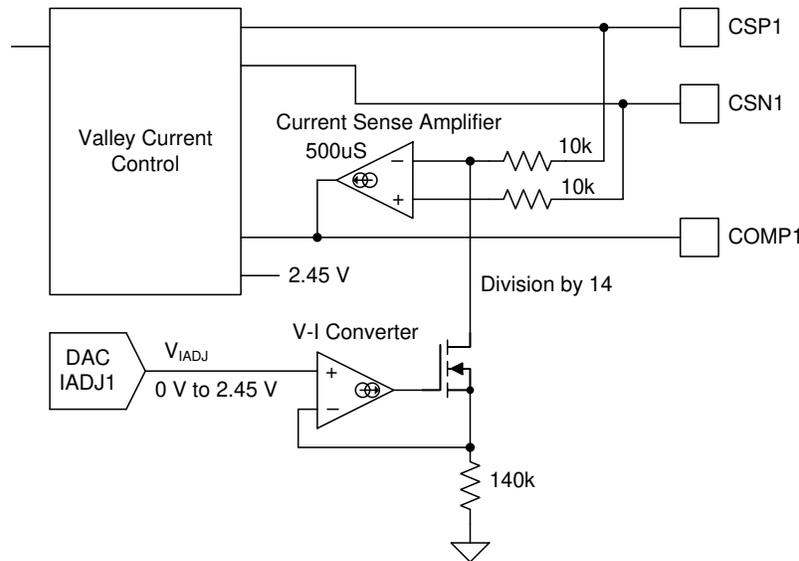 CSP1
CSN1
Valley Current
Control
Current Sense Amplifier
500uS
10k
−
10k
+
COMP1
2.45 V
Division by 14
V-I Converter
DAC
IADJ1
VIADJ
0 V to 2.45 V
+
−
140k